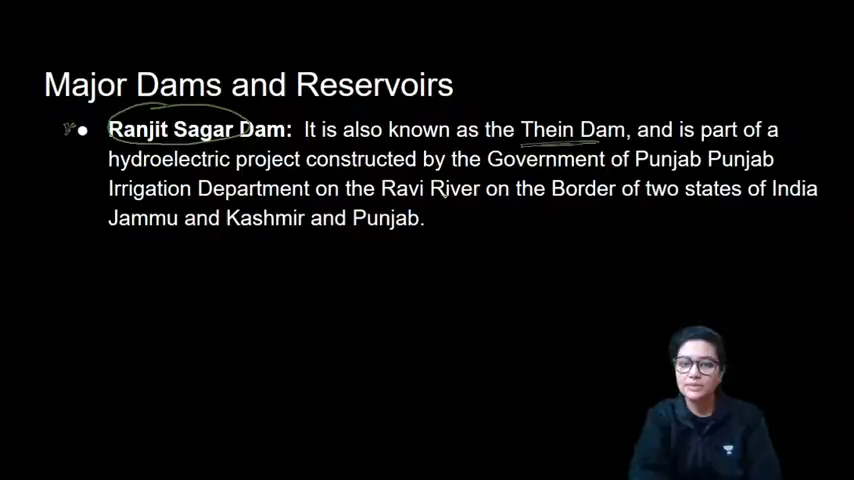 Major Dams and Reservoirs
● Ranjit Sagar Dam: It is also known as the Thein Dam, and is part of a
hydroelectric project constructed by the Government of Punjab Punjab
Irrigation Department on the Ravi River on the Border of two states of India
Jammu and Kashmir and Punjab.